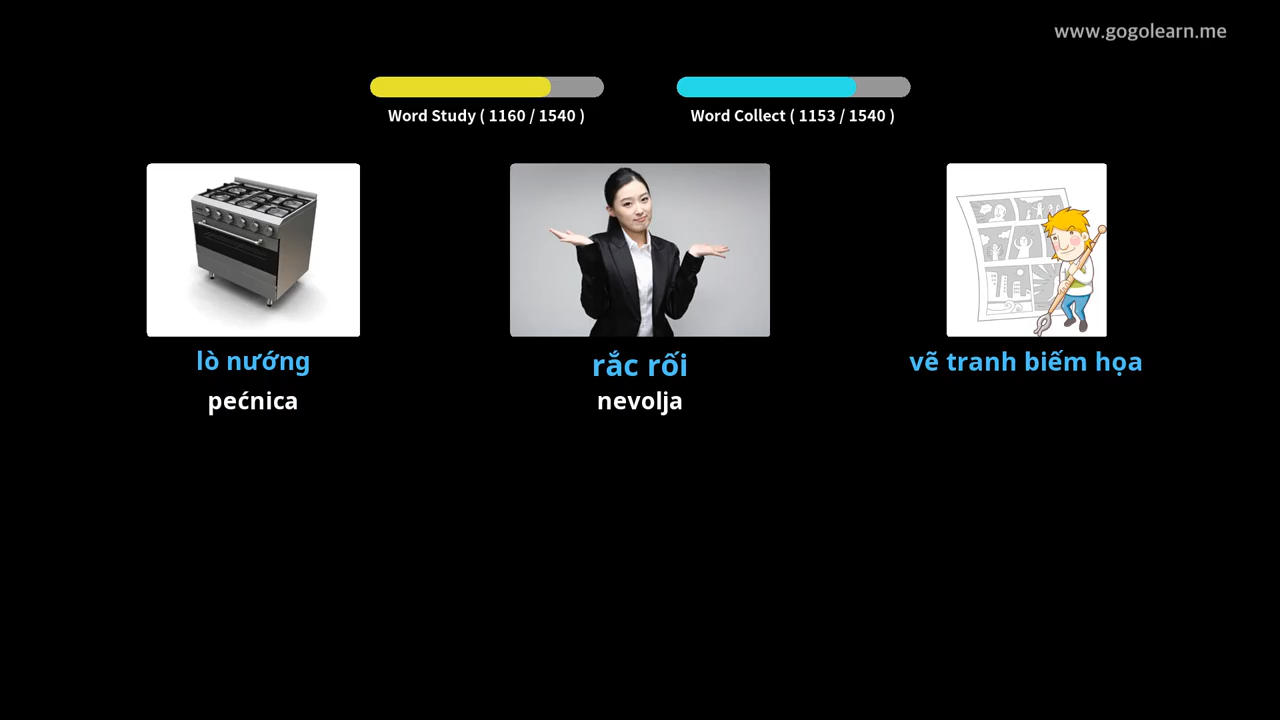 www.gogolearn.me
Word Study ( 1160 / 1540 )
Word Collect ( 1153 / 1540 )
lò nướng
rắc rối
vẽ tranh biếm họa
pećnica
nevolja